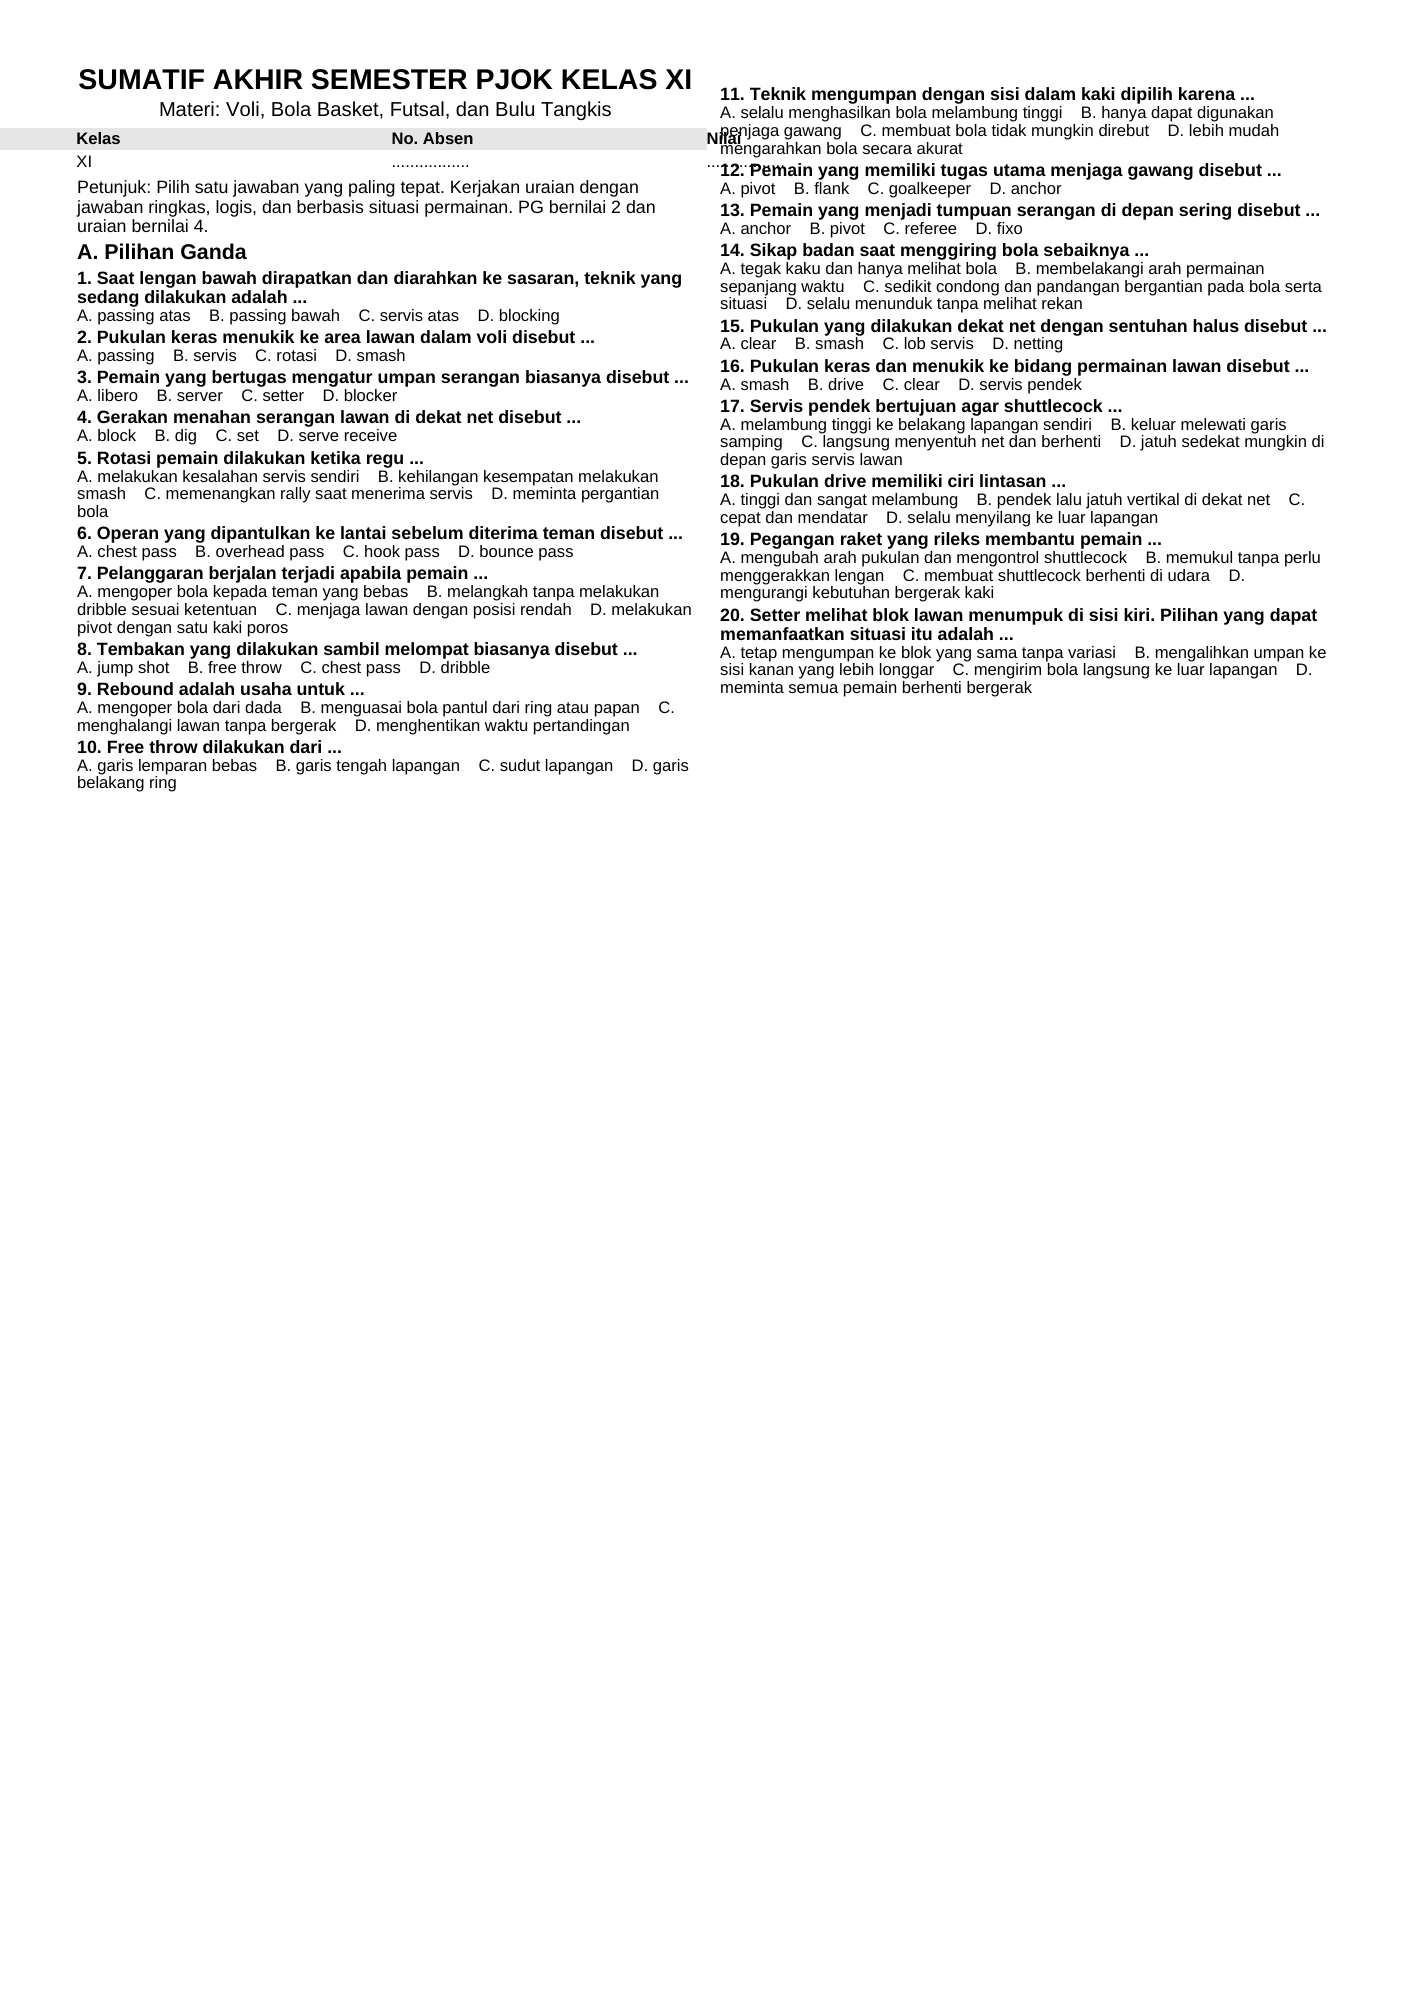 SUMATIF AKHIR SEMESTER PJOK KELAS XI
Materi: Voli, Bola Basket, Futsal, dan Bulu Tangkis
Kelas No. Absen Nilai
XI ................. .................
Petunjuk: Pilih satu jawaban yang paling tepat. Kerjakan uraian dengan
jawaban ringkas, logis, dan berbasis situasi permainan. PG bernilai 2 dan
uraian bernilai 4.
A. Pilihan Ganda
1. Saat lengan bawah dirapatkan dan diarahkan ke sasaran, teknik yang
sedang dilakukan adalah ...
A. passing atas B. passing bawah C. servis atas D. blocking
2. Pukulan keras menukik ke area lawan dalam voli disebut ...
A. passing B. servis C. rotasi D. smash
3. Pemain yang bertugas mengatur umpan serangan biasanya disebut ...
A. libero B. server C. setter D. blocker
4. Gerakan menahan serangan lawan di dekat net disebut ...
A. block B. dig C. set D. serve receive
5. Rotasi pemain dilakukan ketika regu ...
A. melakukan kesalahan servis sendiri B. kehilangan kesempatan melakukan
smash C. memenangkan rally saat menerima servis D. meminta pergantian
bola
6. Operan yang dipantulkan ke lantai sebelum diterima teman disebut ...
A. chest pass B. overhead pass C. hook pass D. bounce pass
7. Pelanggaran berjalan terjadi apabila pemain ...
A. mengoper bola kepada teman yang bebas B. melangkah tanpa melakukan
dribble sesuai ketentuan C. menjaga lawan dengan posisi rendah D. melakukan
pivot dengan satu kaki poros
8. Tembakan yang dilakukan sambil melompat biasanya disebut ...
A. jump shot B. free throw C. chest pass D. dribble
9. Rebound adalah usaha untuk ...
A. mengoper bola dari dada B. menguasai bola pantul dari ring atau papan C.
menghalangi lawan tanpa bergerak D. menghentikan waktu pertandingan
10. Free throw dilakukan dari ...
A. garis lemparan bebas B. garis tengah lapangan C. sudut lapangan D. garis
belakang ring
11. Teknik mengumpan dengan sisi dalam kaki dipilih karena ...
A. selalu menghasilkan bola melambung tinggi B. hanya dapat digunakan
penjaga gawang C. membuat bola tidak mungkin direbut D. lebih mudah
mengarahkan bola secara akurat
12. Pemain yang memiliki tugas utama menjaga gawang disebut ...
A. pivot B. flank C. goalkeeper D. anchor
13. Pemain yang menjadi tumpuan serangan di depan sering disebut ...
A. anchor B. pivot C. referee D. fixo
14. Sikap badan saat menggiring bola sebaiknya ...
A. tegak kaku dan hanya melihat bola B. membelakangi arah permainan
sepanjang waktu C. sedikit condong dan pandangan bergantian pada bola serta
situasi D. selalu menunduk tanpa melihat rekan
15. Pukulan yang dilakukan dekat net dengan sentuhan halus disebut ...
A. clear B. smash C. lob servis D. netting
16. Pukulan keras dan menukik ke bidang permainan lawan disebut ...
A. smash B. drive C. clear D. servis pendek
17. Servis pendek bertujuan agar shuttlecock ...
A. melambung tinggi ke belakang lapangan sendiri B. keluar melewati garis
samping C. langsung menyentuh net dan berhenti D. jatuh sedekat mungkin di
depan garis servis lawan
18. Pukulan drive memiliki ciri lintasan ...
A. tinggi dan sangat melambung B. pendek lalu jatuh vertikal di dekat net C.
cepat dan mendatar D. selalu menyilang ke luar lapangan
19. Pegangan raket yang rileks membantu pemain ...
A. mengubah arah pukulan dan mengontrol shuttlecock B. memukul tanpa perlu
menggerakkan lengan C. membuat shuttlecock berhenti di udara D.
mengurangi kebutuhan bergerak kaki
20. Setter melihat blok lawan menumpuk di sisi kiri. Pilihan yang dapat
memanfaatkan situasi itu adalah ...
A. tetap mengumpan ke blok yang sama tanpa variasi B. mengalihkan umpan ke
sisi kanan yang lebih longgar C. mengirim bola langsung ke luar lapangan D.
meminta semua pemain berhenti bergerak